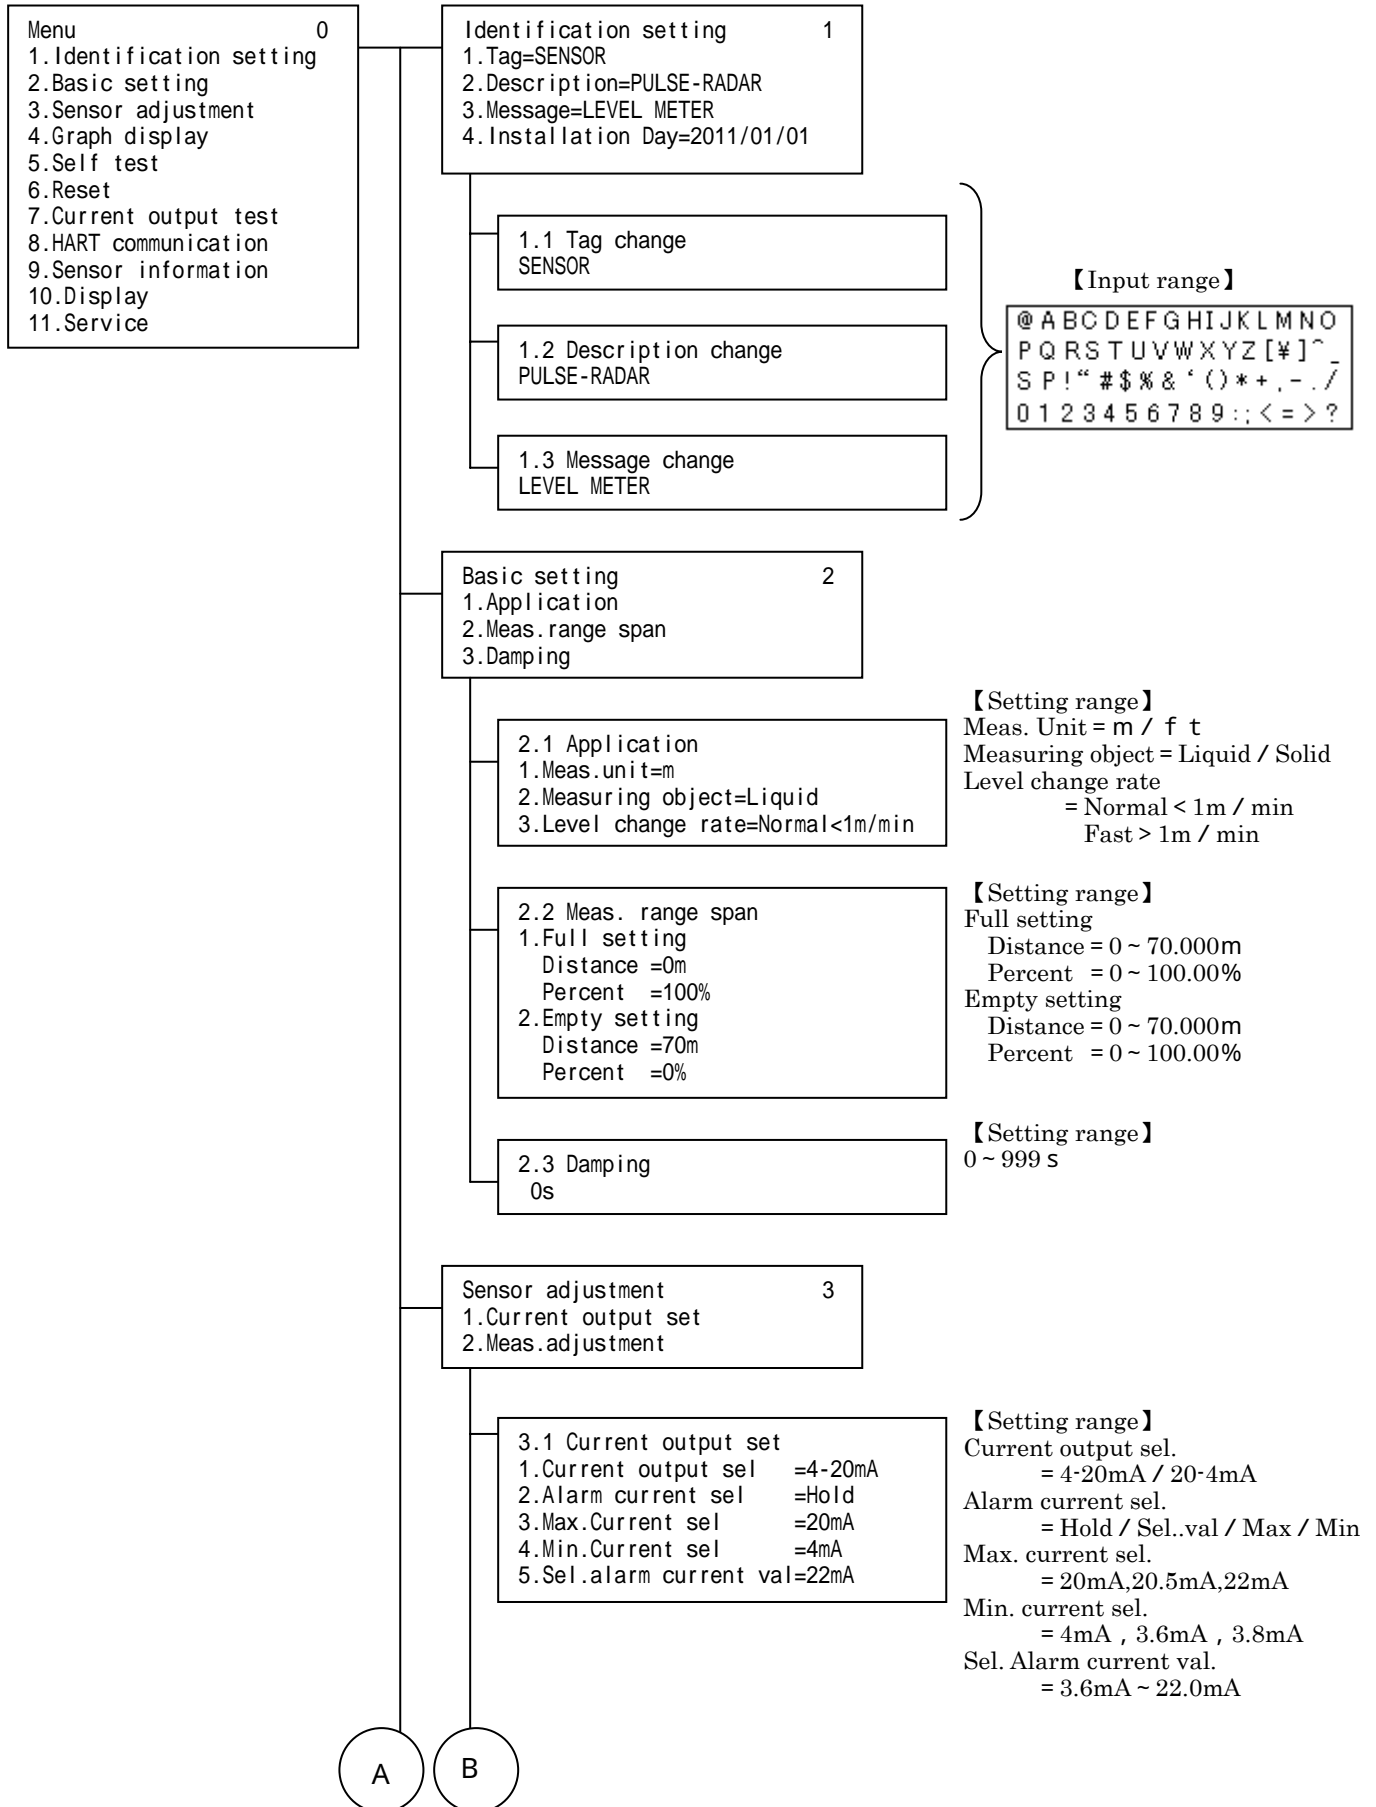 Menu 0
1.Identification setting
2.Basic setting
3.Sensor adjustment
4.Graph display
5.Self test
6.Reset
7.Current output test
8.HART communication
9.Sensor information
10.Display
11.Service
Identification setting 1
1.Tag=SENSOR
2.Description=PULSE-RADAR
3.Message=LEVEL METER
4.Installation Day=2011/01/01
1.1 Tag change
SENSOR
1.2 Description change
PULSE-RADAR
1.3 Message change
LEVEL METER
【Input range】
@ A B C D E F G H I J K L M N O
P Q R S T U V W X Y Z [ ¥ ] ^ _
S P ! “ # $ % & ‘ ( ) * + , - . /
0 1 2 3 4 5 6 7 8 9 : ; < = > ?
Basic setting 2
1.Application
2.Meas.range span
3.Damping
2.1 Application
1.Meas.unit=m
2.Measuring object=Liquid
3.Level change rate=Normal<1m/min
【Setting range】
Meas. Unit = m / f t
Measuring object = Liquid / Solid
Level change rate
= Normal < 1m / min
Fast > 1m / min
2.2 Meas. range span
1.Full setting
Distance =0m
Percent =100%
2.Empty setting
Distance =70m
Percent =0%
【Setting range】
Full setting
Distance = 0 ~ 70.000m
Percent = 0 ~ 100.00%
Empty setting
Distance = 0 ~ 70.000m
Percent = 0 ~ 100.00%
2.3 Damping
0s
【Setting range】
0 ~ 999 s
Sensor adjustment 3
1.Current output set
2.Meas.adjustment
3.1 Current output set
1.Current output sel =4-20mA
2.Alarm current sel =Hold
3.Max.Current sel =20mA
4.Min.Current sel =4mA
5.Sel.alarm current val=22mA
【Setting range】
Current output sel.
= 4-20mA / 20-4mA
Alarm current sel.
= Hold / Sel..val / Max / Min
Max. current sel.
= 20mA,20.5mA,22mA
Min. current sel.
= 4mA , 3.6mA , 3.8mA
Sel. Alarm current val.
= 3.6mA ~ 22.0mA
A
B